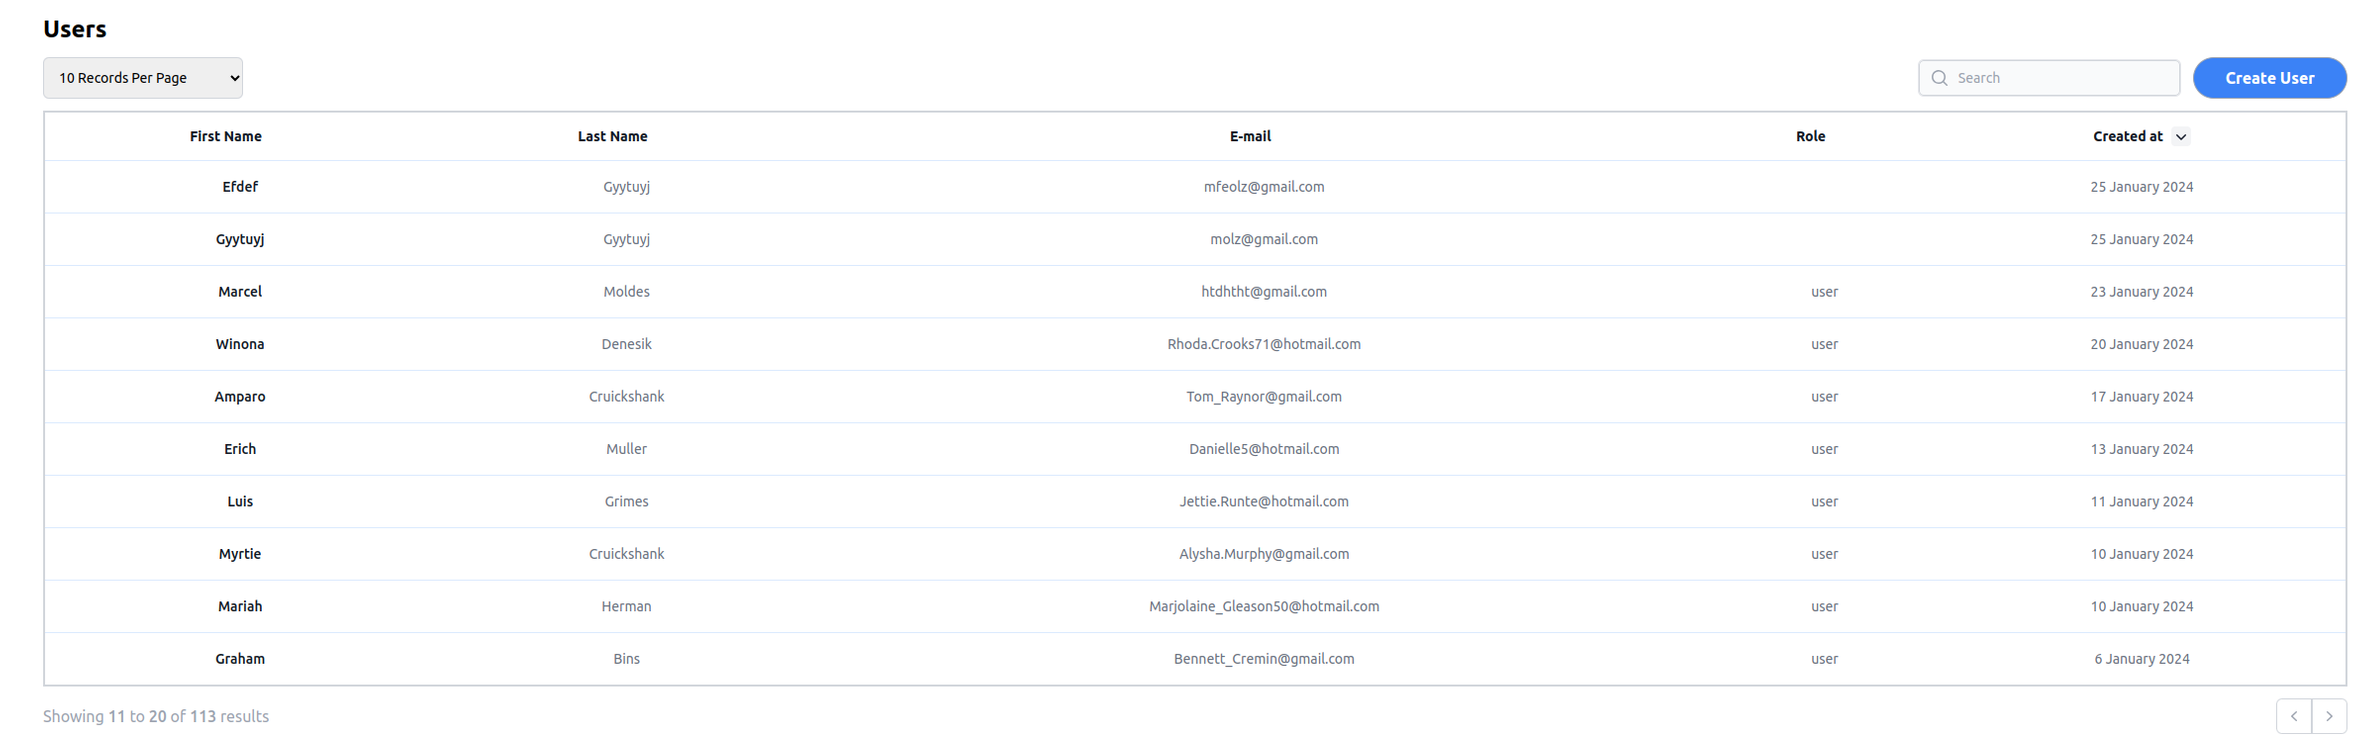 Users
10 Records Per Page Search Create User
First Name Last Name E-mail Role Created at
Efdef Gyytuyj mfeolz@gmail.com 25 January 2024
Gyytuyj Gyytuyj molz@gmail.com 25 January 2024
Marcel Moldes htdhtht@gmail.com user 23 January 2024
Winona Denesik Rhoda.Crooks71@hotmail.com user 20 January 2024
Amparo Cruickshank Tom_Raynor@gmail.com user 17 January 2024
Erich Muller Danielle5@hotmail.com user 13 January 2024
Luis Grimes Jettie.Runte@hotmail.com user 11 January 2024
Myrtie Cruickshank Alysha.Murphy@gmail.com user 10 January 2024
Mariah Herman Marjolaine_Gleason50@hotmail.com user 10 January 2024
Graham Bins Bennett_Cremin@gmail.com user 6 January 2024
Showing 11 to 20 of 113 results